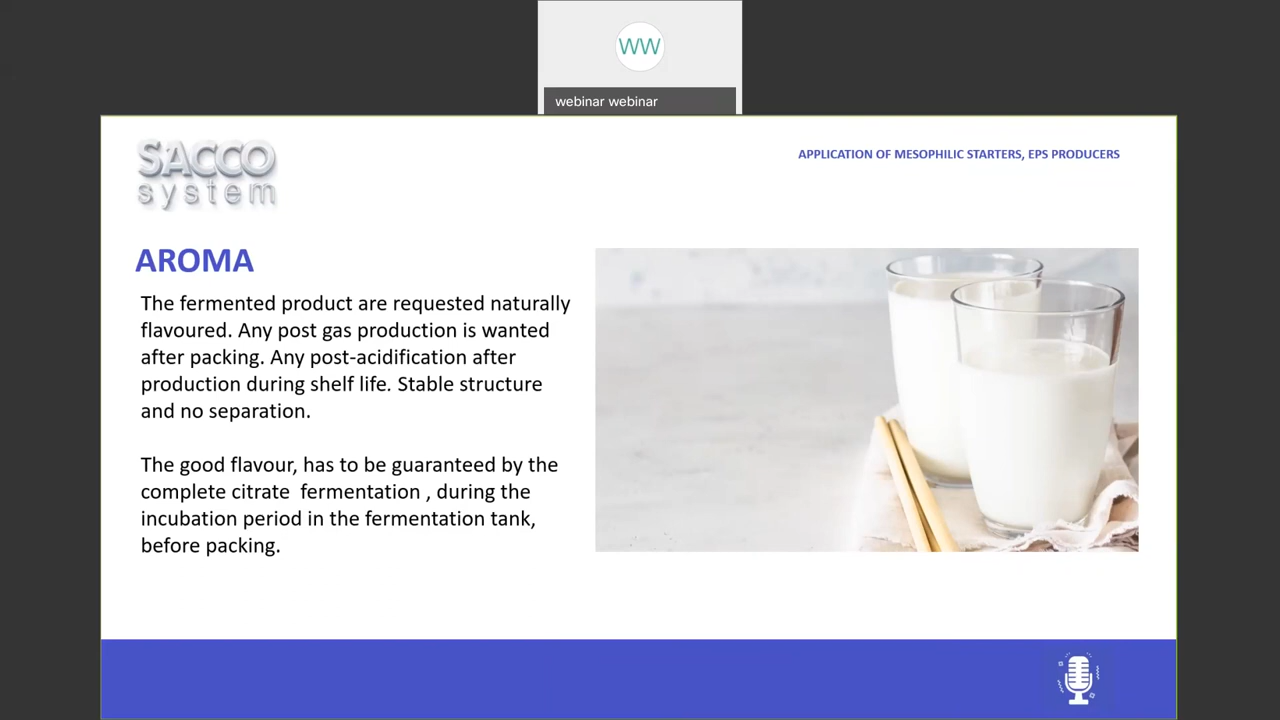 WW
webinar webinar
SACCO
system
APPLICATION OF MESOPHILIC STARTERS, EPS PRODUCERS
AROMA
The fermented product are requested naturally
flavoured. Any post gas production is wanted
after packing. Any post-acidification after
production during shelf life. Stable structure
and no separation.
The good flavour, has to be guaranteed by the
complete citrate  fermentation , during the
incubation period in the fermentation tank,
before packing.